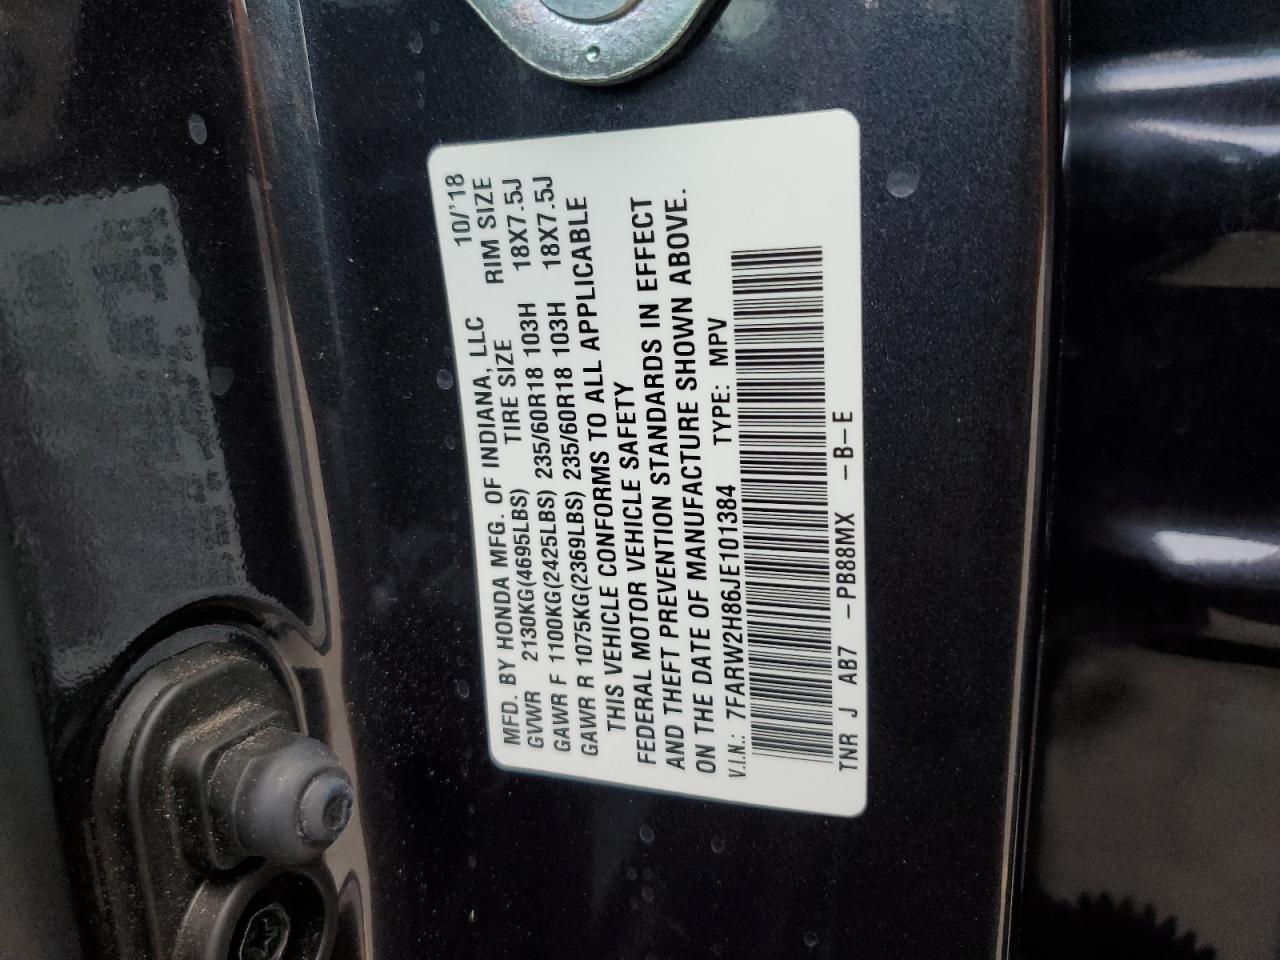 MFD. BY HONDA MFG. OF INDIANA, LLC 10/'18
GVWR 2130KG(4695LBS) TIRE SIZE RIM SIZE
GAWR F 1100KG(2425LBS) 235/60R18 103H 18X7.5J
GAWR R 1075KG(2369LBS) 235/60R18 103H 18X7.5J
THIS VEHICLE CONFORMS TO ALL APPLICABLE
FEDERAL MOTOR VEHICLE SAFETY
AND THEFT PREVENTION STANDARDS IN EFFECT
ON THE DATE OF MANUFACTURE SHOWN ABOVE.
V.I.N.: 7FARW2H86JE101384 TYPE: MPV
TNR J AB7 -PB88MX -B-E